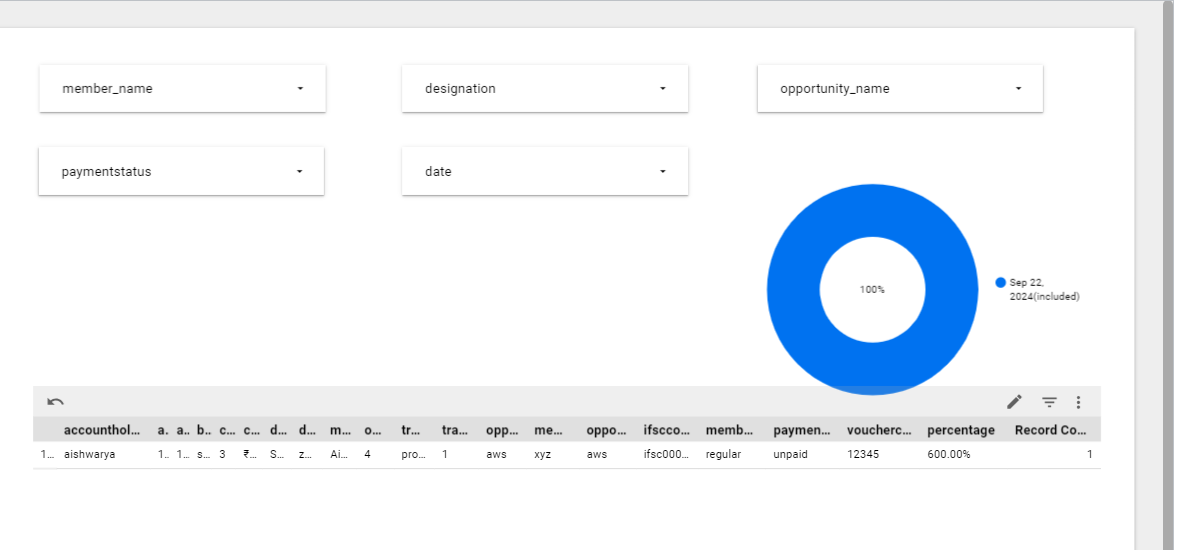 member_name
designation
opportunity_name
paymentstatus
date
100%
Sep 22,
2024(included)
accounthol... a. a.. b.. c... c... d... d... m... o... tr... tra... opp... me... oppo... ifscco... memb... paymen... voucherc... percentage Record Co...
1... aishwarya 1.. 1... s... 3 ₹... S... z... Ai... 4 pro... 1 aws xyz aws ifsc000... regular unpaid 12345 600.00% 1